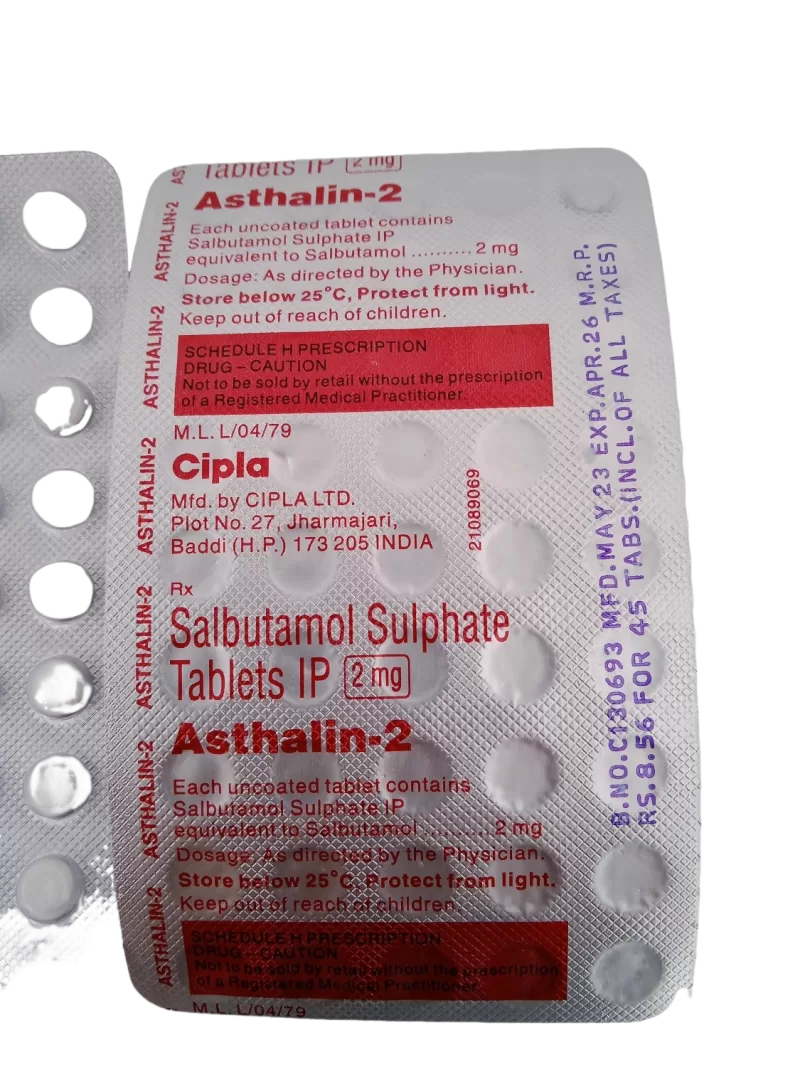 Tablets IP 2 mg
Asthalin-2
Each uncoated tablet contains
Salbutamol Sulphate IP
equivalent to Salbutamol .......... 2 mg
Dosage: As directed by the Physician.
Store below 25°C, Protect from light.
Keep out of reach of children.
SCHEDULE H PRESCRIPTION
DRUG – CAUTION
Not to be sold by retail without the prescription
of a Registered Medical Practitioner.
M.L. L/04/79
Cipla
Mfd. by CIPLA LTD.
Plot No. 27, Jharmajari,
Baddi (H.P.) 173 205 INDIA
21089069
Rx
Salbutamol Sulphate
Tablets IP 2 mg
Asthalin-2
Each uncoated tablet contains
Salbutamol Sulphate IP
equivalent to Salbutamol .......... 2 mg
Dosage: As directed by the Physician.
Store below 25°C, Protect from light.
Keep out of reach of children.
SCHEDULE H PRESCRIPTION
DRUG – CAUTION
Not to be sold by retail without the prescription
of a Registered Medical Practitioner.
M.L. L/04/79
AS
ASTHALIN-2
ASTHALIN-2
ASTHALIN-2
ASTHALIN-2
ASTHALIN-2
ASTHALIN-2
B.NO.C130693 MFD.MAY 23 EXP.APR.26 M.R.P.
RS.8.56 FOR 45 TABS.(INCL.OF ALL TAXES)